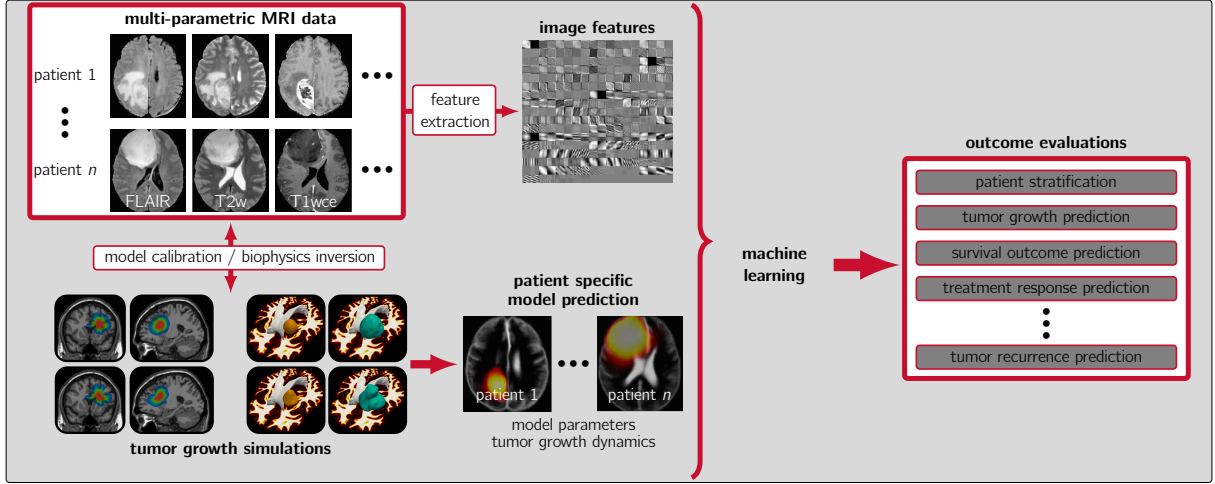 multi-parametric MRI data
patient 1
patient n
FLAIR
T2w
T1wce
feature
extraction
image features
model calibration / biophysics inversion
tumor growth simulations
patient specific
model prediction
patient 1
patient n
model parameters
tumor growth dynamics
machine
learning
outcome evaluations
patient stratification
tumor growth prediction
survival outcome prediction
treatment response prediction
tumor recurrence prediction